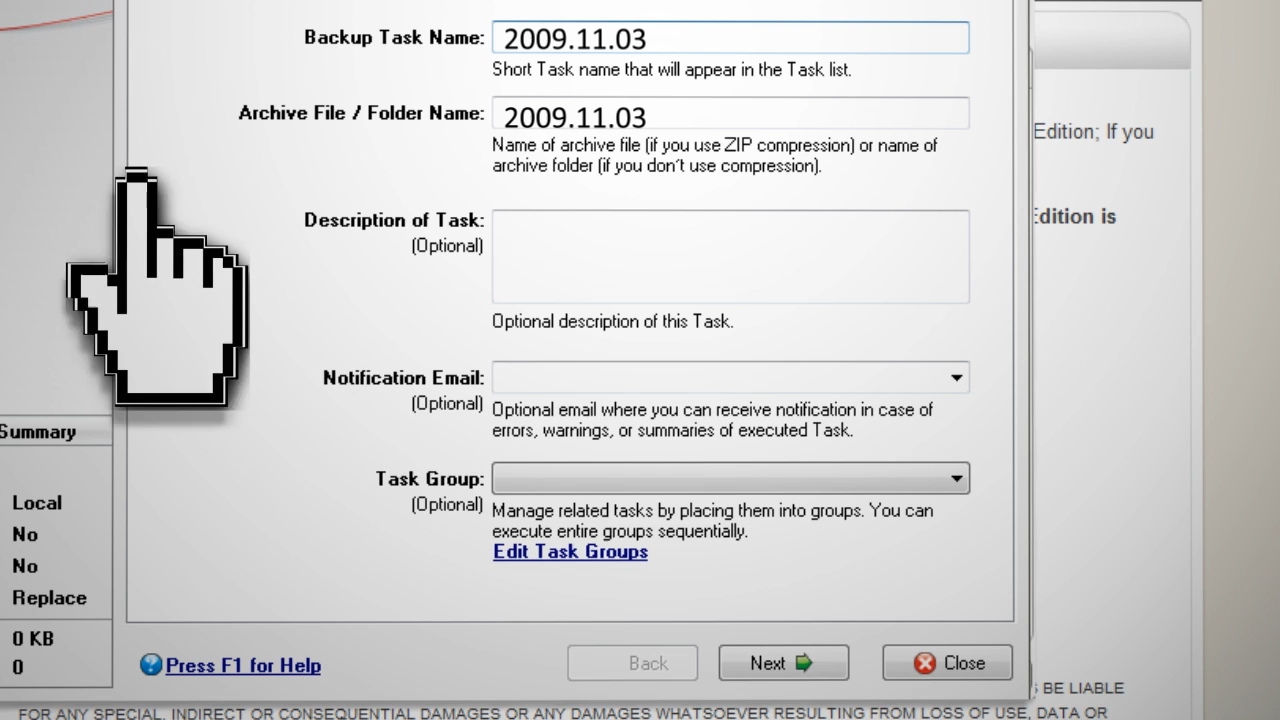 Backup Task Name: 2009.11.03
Short Task name that will appear in the Task list.
Archive File / Folder Name: 2009.11.03
Name of archive file (if you use ZIP compression) or name of
archive folder (if you don´t use compression).
Edition; If you
Edition is
Description of Task:
(Optional)
Optional description of this Task.
Notification Email:
(Optional)
Optional email where you can receive notification in case of
errors, warnings, or summaries of executed Task.
Task Group:
(Optional)
Manage related tasks by placing them into groups. You can
execute entire groups sequentially.
Edit Task Groups
Summary
Local
No
No
Replace
0 KB
0
Press F1 for Help
Back
Next
Close
BE LIABLE
FOR ANY SPECIAL, INDIRECT OR CONSEQUENTIAL DAMAGES OR ANY DAMAGES WHATSOEVER RESULTING FROM LOSS OF USE, DATA OR